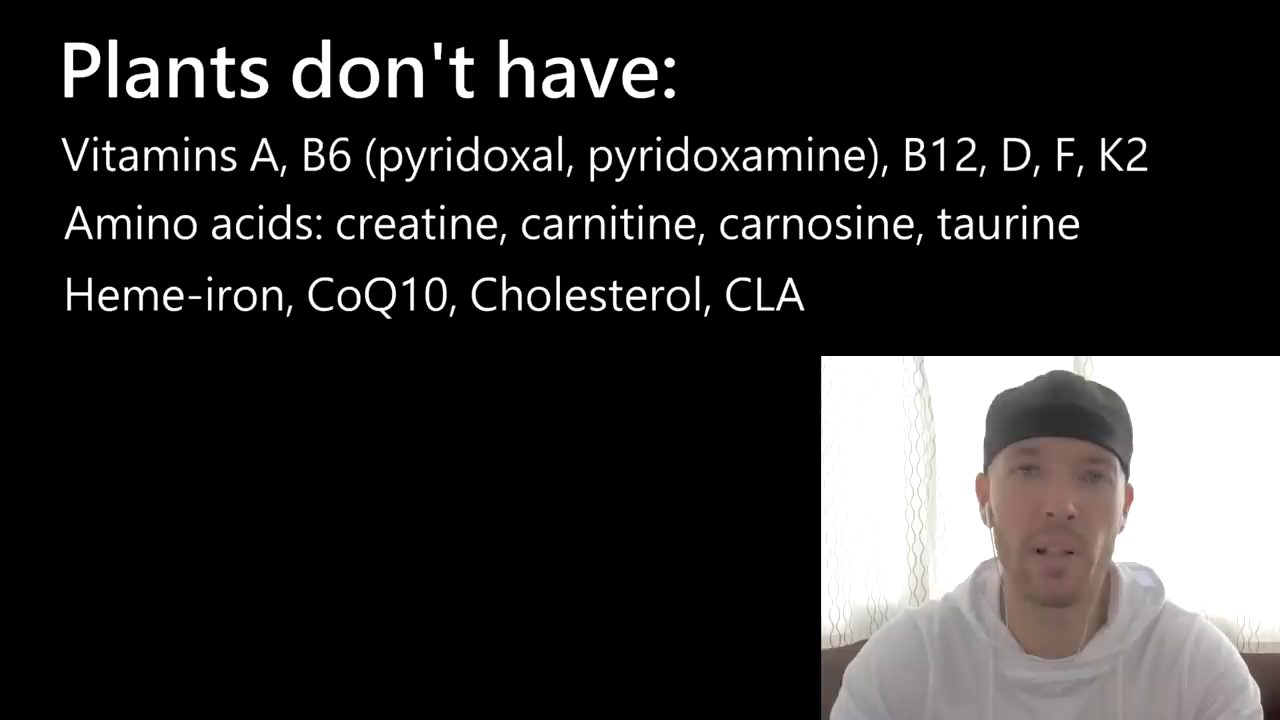 Plants don't have:
Vitamins A, B6 (pyridoxal, pyridoxamine), B12, D, F, K2
Amino acids: creatine, carnitine, carnosine, taurine
Heme-iron, CoQ10, Cholesterol, CLA